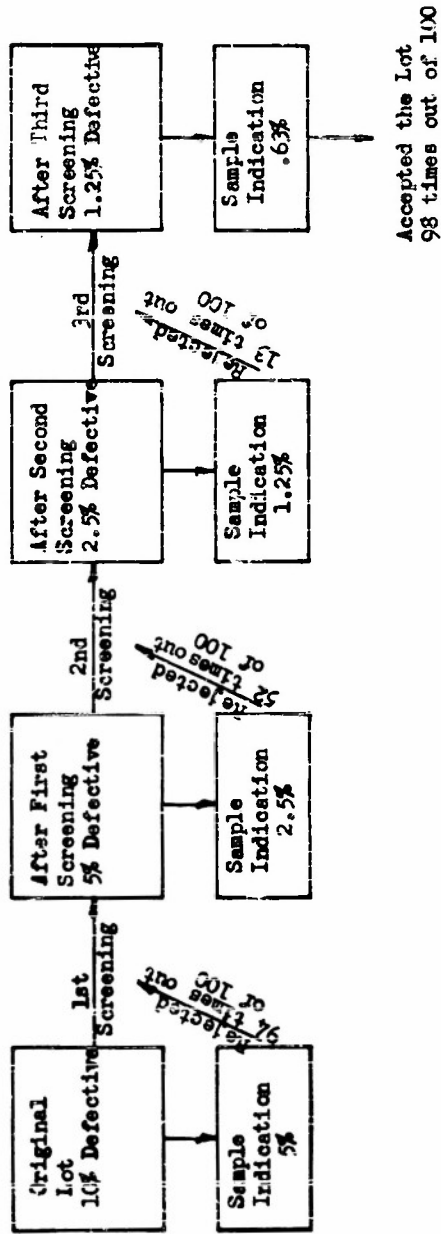 Original
Lot
10% Defective
1st
Screening
After First
Screening
5% Defective
2nd
Screening
After Second
Screening
2.5% Defective
3rd
Screening
After Third
Screening
1.25% Defective
Rejected
94
times out
of 100
Rejected
52
times out
of 100
Rejected
13
times out
of 100
Sample
Indication
5%
Sample
Indication
2.5%
Sample
Indication
1.25%
Sample
Indication
.63%
Accepted the Lot
98 times out of 100